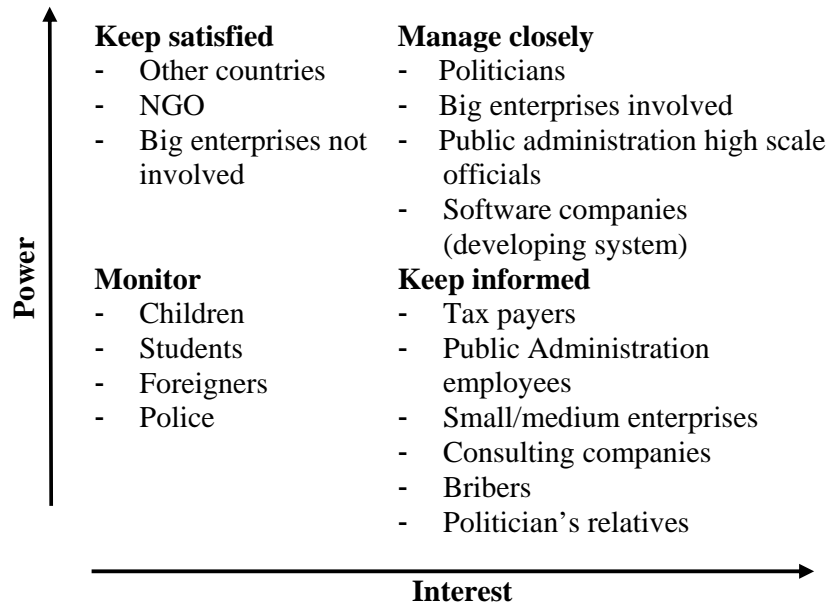 Keep satisfied
- Other countries
- NGO
- Big enterprises not
involved
Manage closely
- Politicians
- Big enterprises involved
- Public administration high scale
officials
- Software companies
(developing system)
Monitor
- Children
- Students
- Foreigners
- Police
Keep informed
- Tax payers
- Public Administration
employees
- Small/medium enterprises
- Consulting companies
- Bribers
- Politician’s relatives
Power
Interest